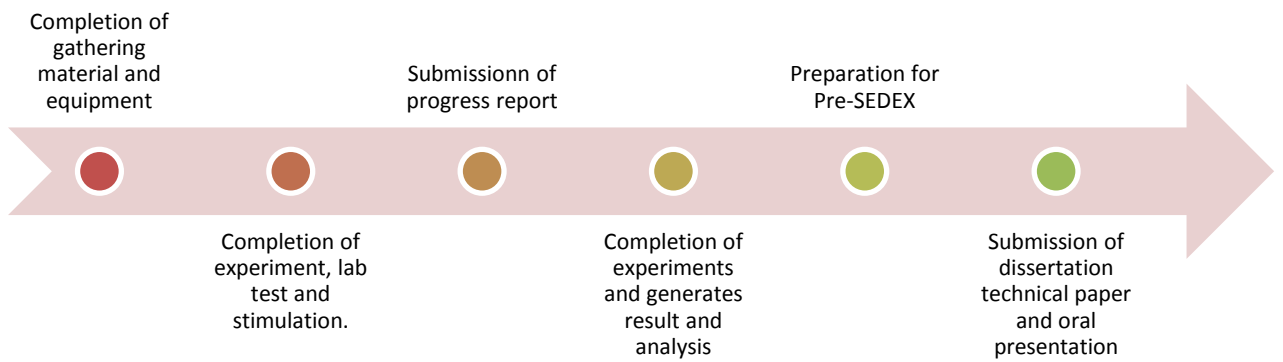 Completion of
gathering
material and
equipment
Completion of
experiment, lab
test and
stimulation.
Submissionn of
progress report
Completion of
experiments
and generates
result and
analysis
Preparation for
Pre-SEDEX
Submission of
dissertation
technical paper
and oral
presentation